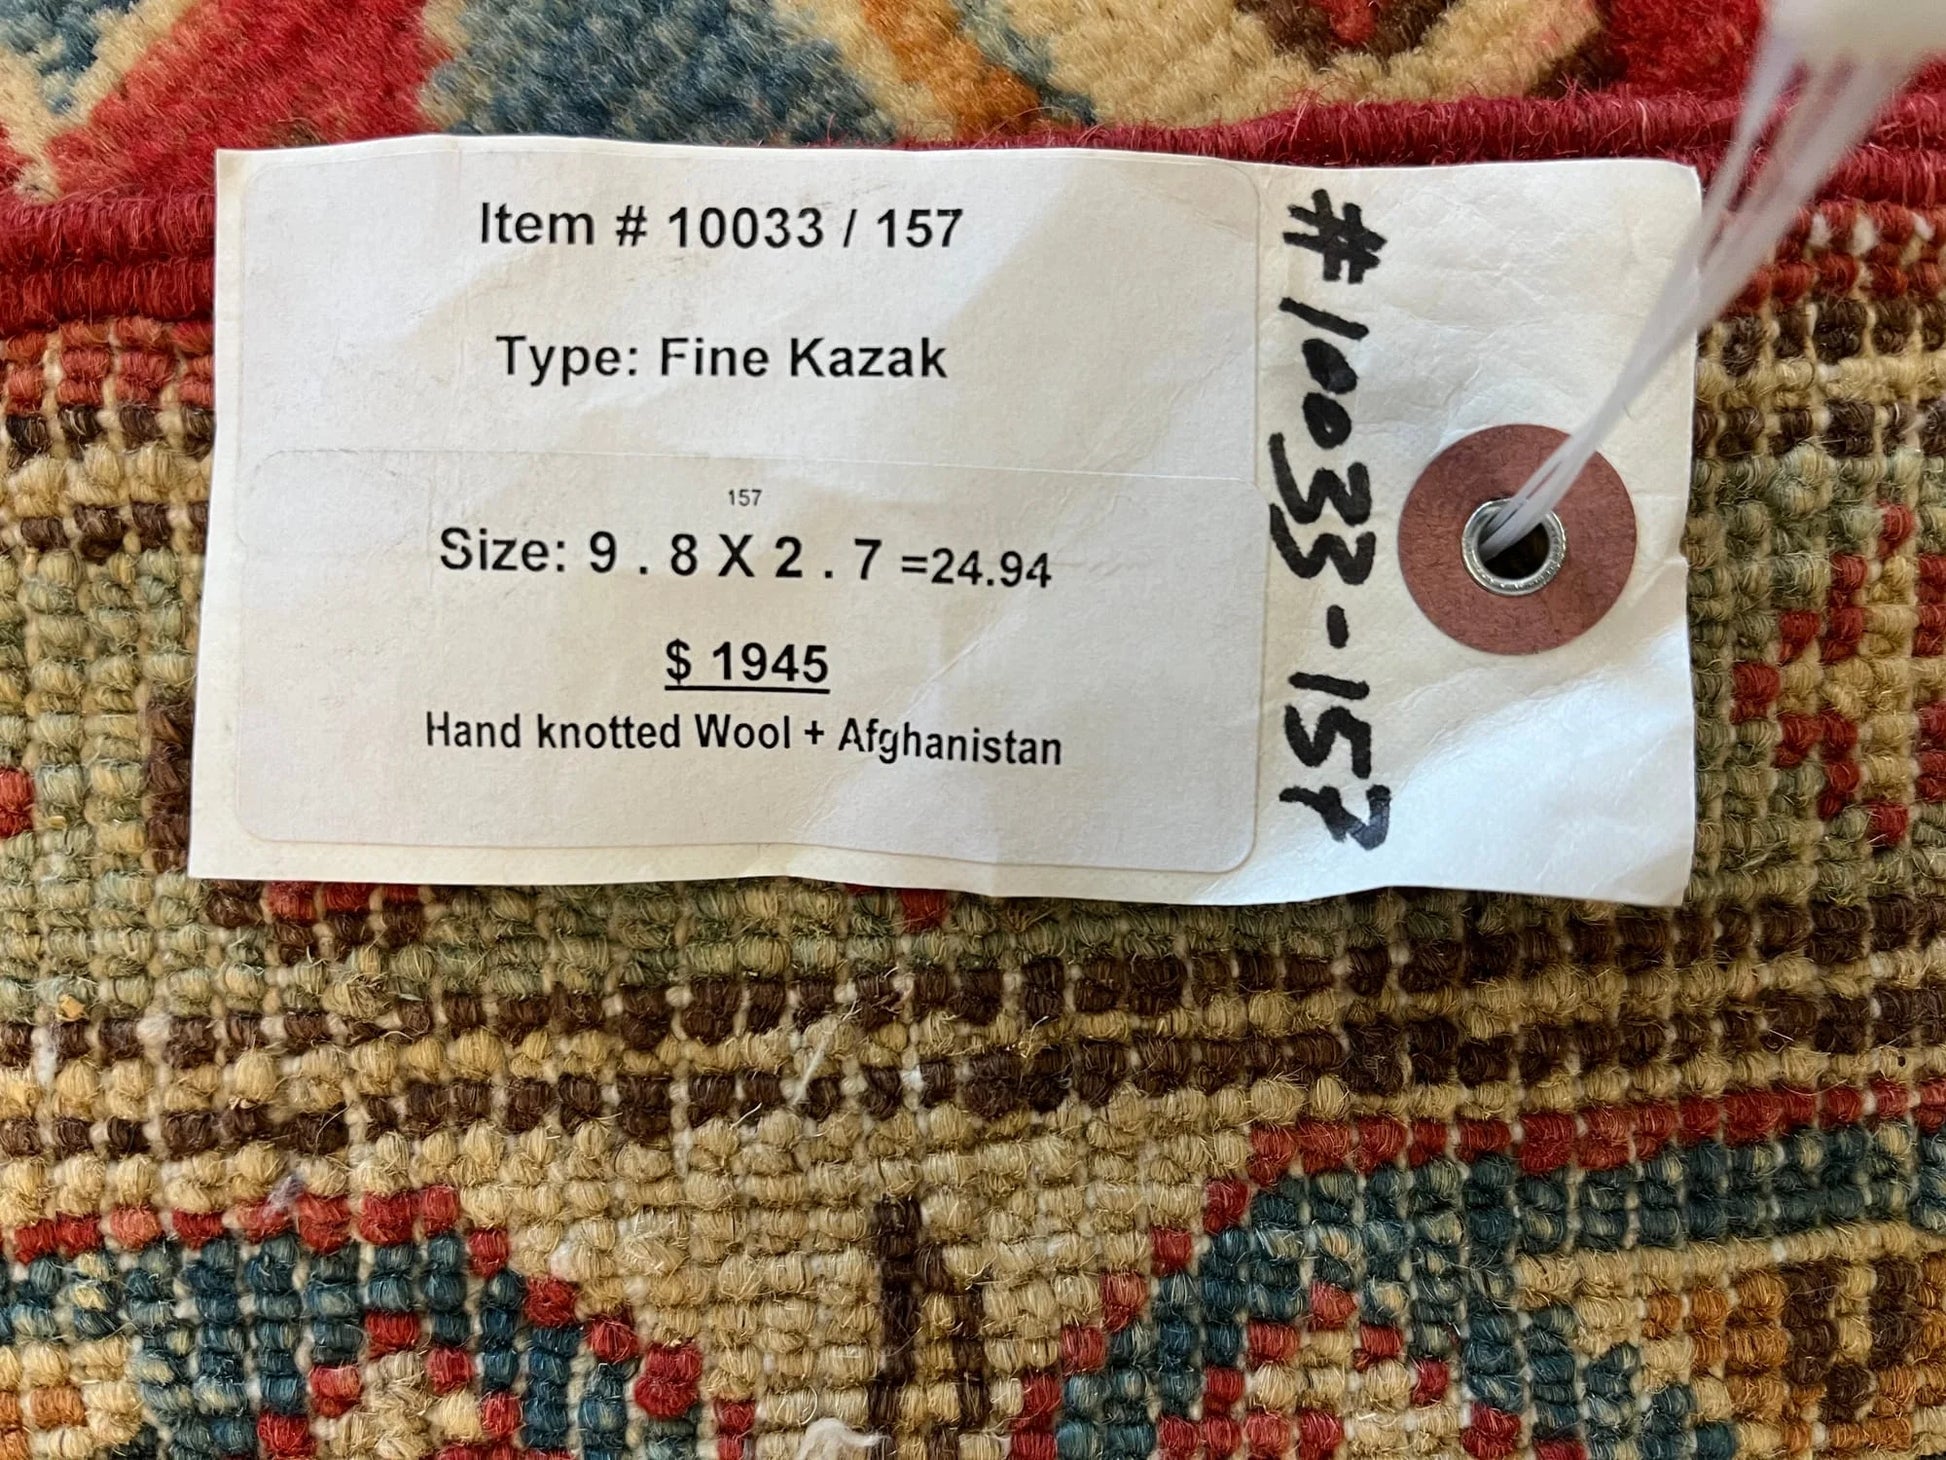 Item # 10033 / 157
Type: Fine Kazak
157
Size: 9 . 8 X 2 . 7 =24.94
$ 1945
Hand knotted Wool + Afghanistan
#10033-157